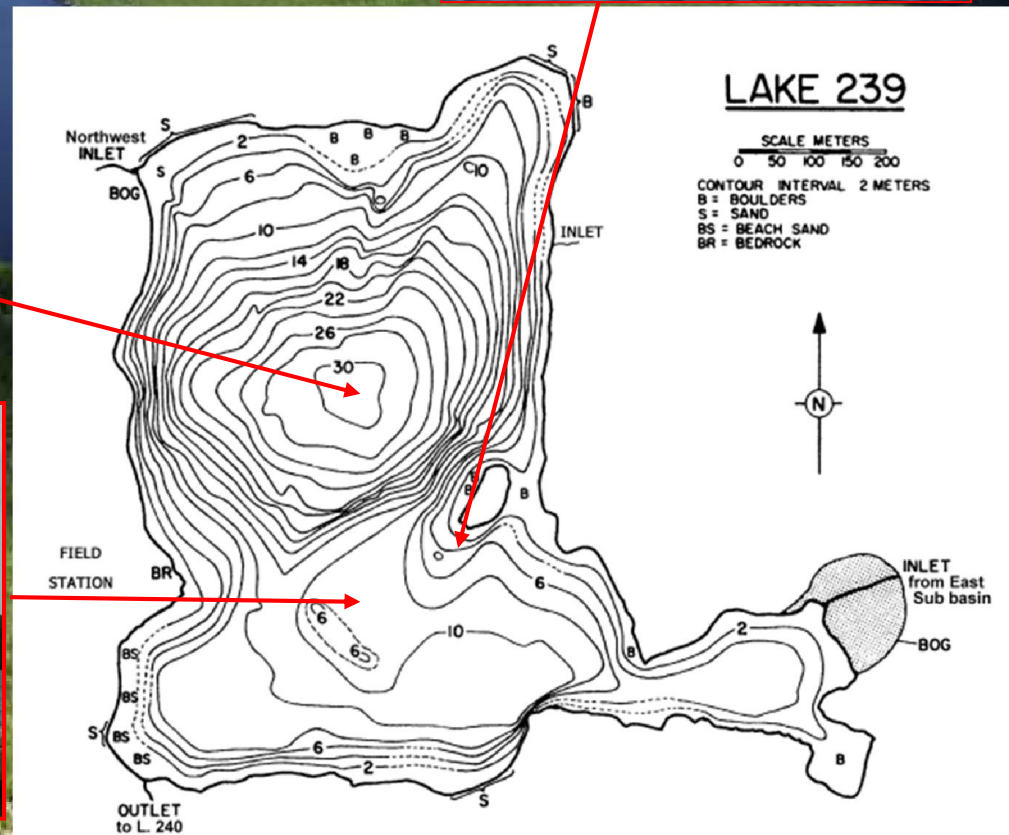 LAKE 239
SCALE METERS
0 50 100 150 200
CONTOUR INTERVAL 2 METERS
B = BOULDERS
S = SAND
BS = BEACH SAND
BR = BEDROCK
S
B
S
B
B
B
B
2
Northwest
INLET
BOG
S
6
10
10
INLET
14
18
22
26
30
N
B
B
B
FIELD
STATION
BR
6
INLET
from East
Sub basin
BOG
6
6
10
2
B
BS
BS
S
BS
BS
6
2
B
S
OUTLET
to L. 240